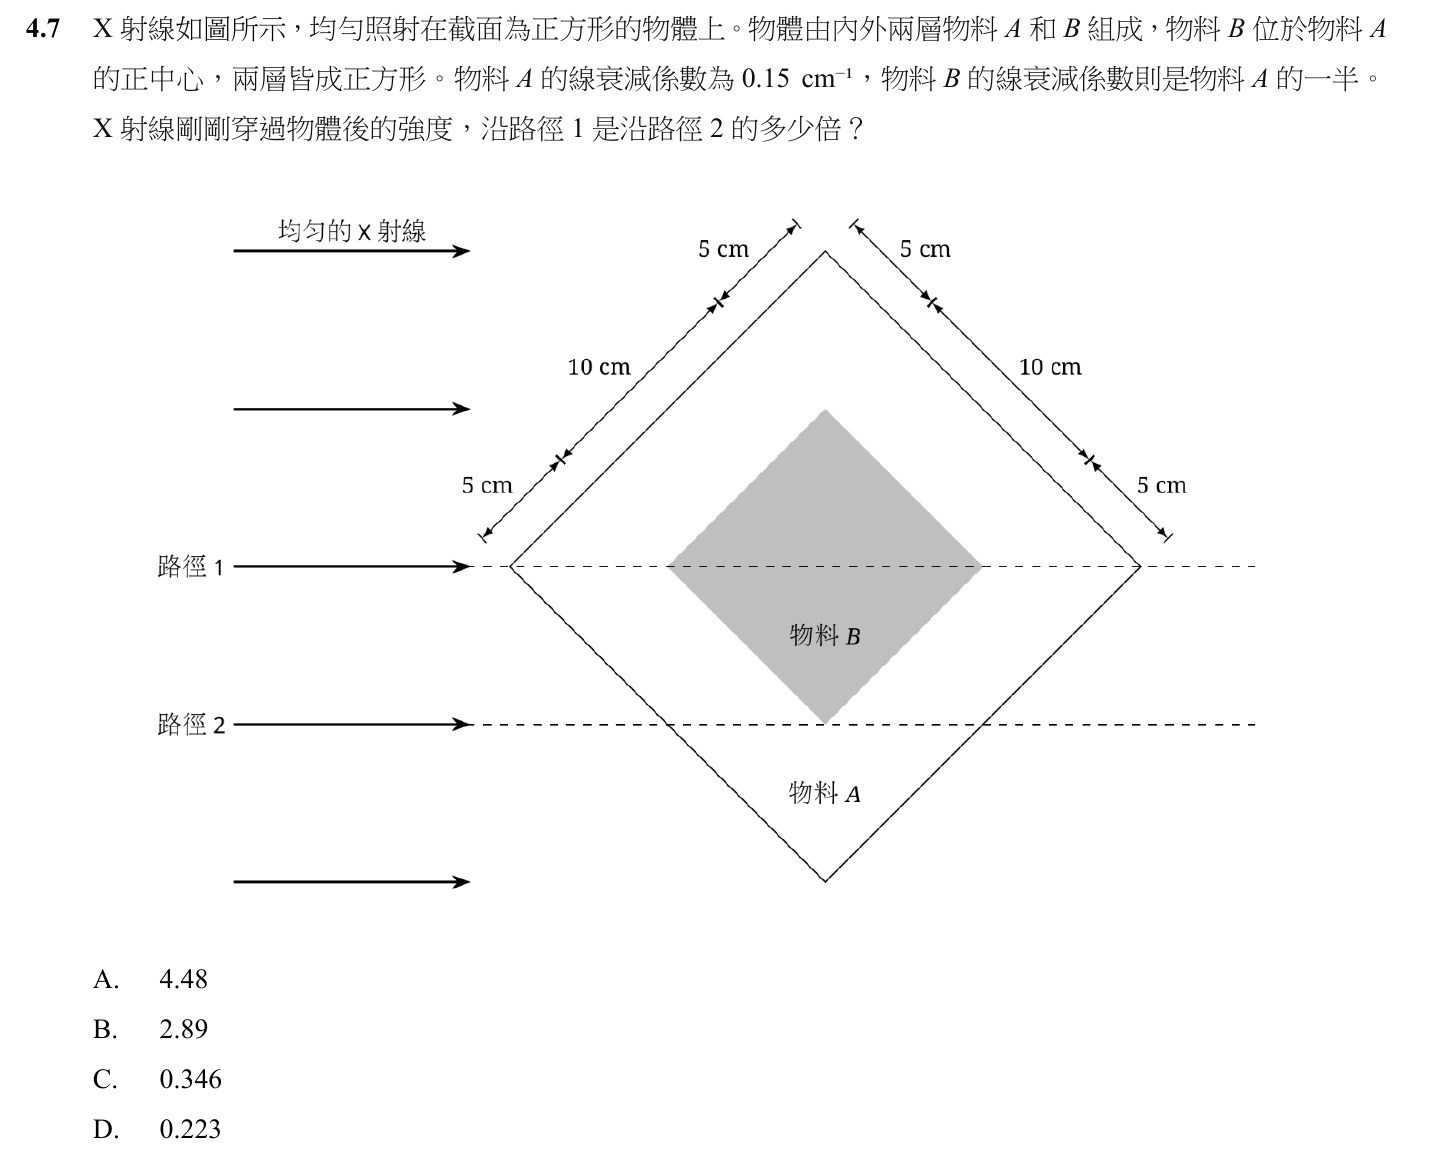 4.7 X 射線如圖所示，均勻照射在截面為正方形的物體上。物體由內外兩層物料 A 和 B 組成，物料 B 位於物料 A
的正中心，兩層皆成正方形。物料 A 的線衰減係數為 0.15 cm⁻¹，物料 B 的線衰減係數則是物料 A 的一半。
X 射線剛剛穿過物體後的強度，沿路徑 1 是沿路徑 2 的多少倍？
均勻的 X 射線
5 cm
5 cm
10 cm
10 cm
5 cm
5 cm
路徑 1
物料 B
路徑 2
物料 A
A. 4.48
B. 2.89
C. 0.346
D. 0.223